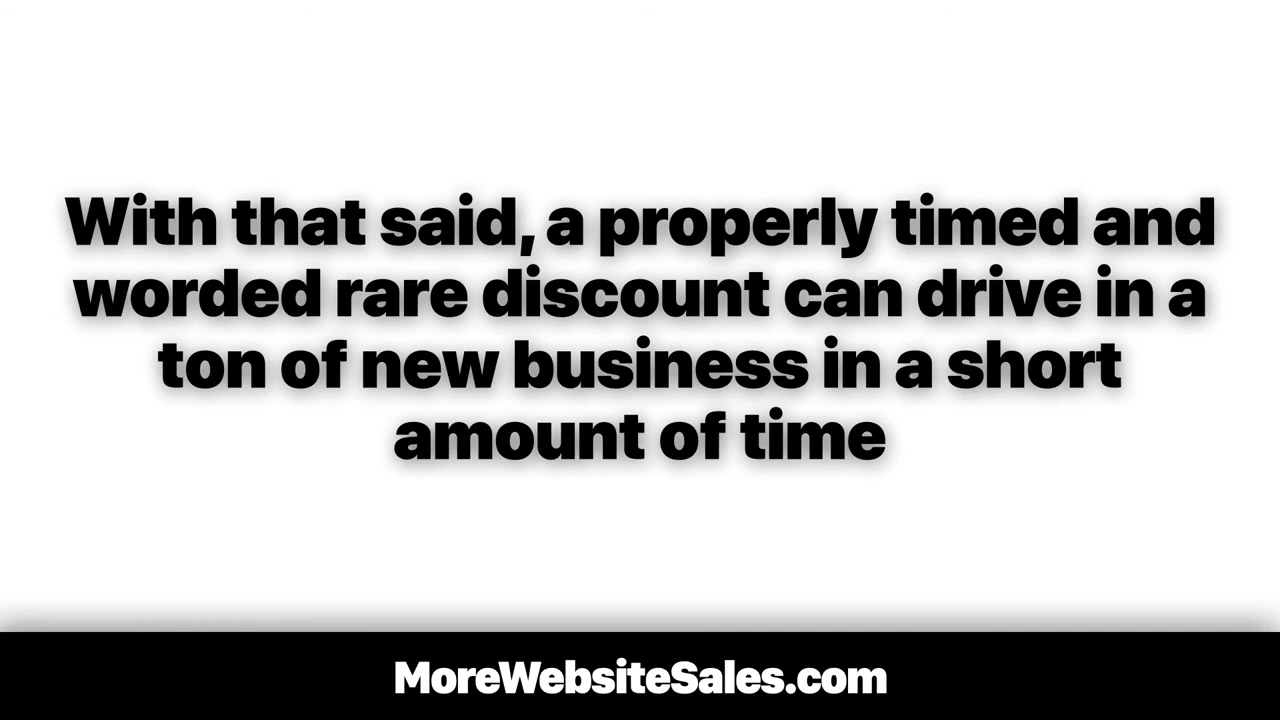 With that said, a properly timed and
worded rare discount can drive in a
ton of new business in a short
amount of time
MoreWebsiteSales.com